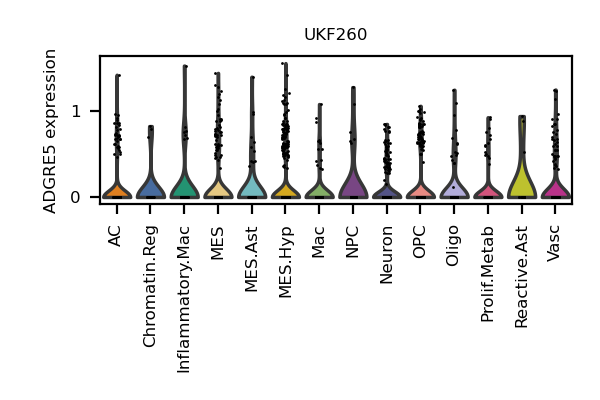 UKF260
ADGRE5 expression
1
0
AC
Chromatin.Reg
Inflammatory.Mac
MES
MES.Ast
MES.Hyp
Mac
NPC
Neuron
OPC
Oligo
Prolif.Metab
Reactive.Ast
Vasc